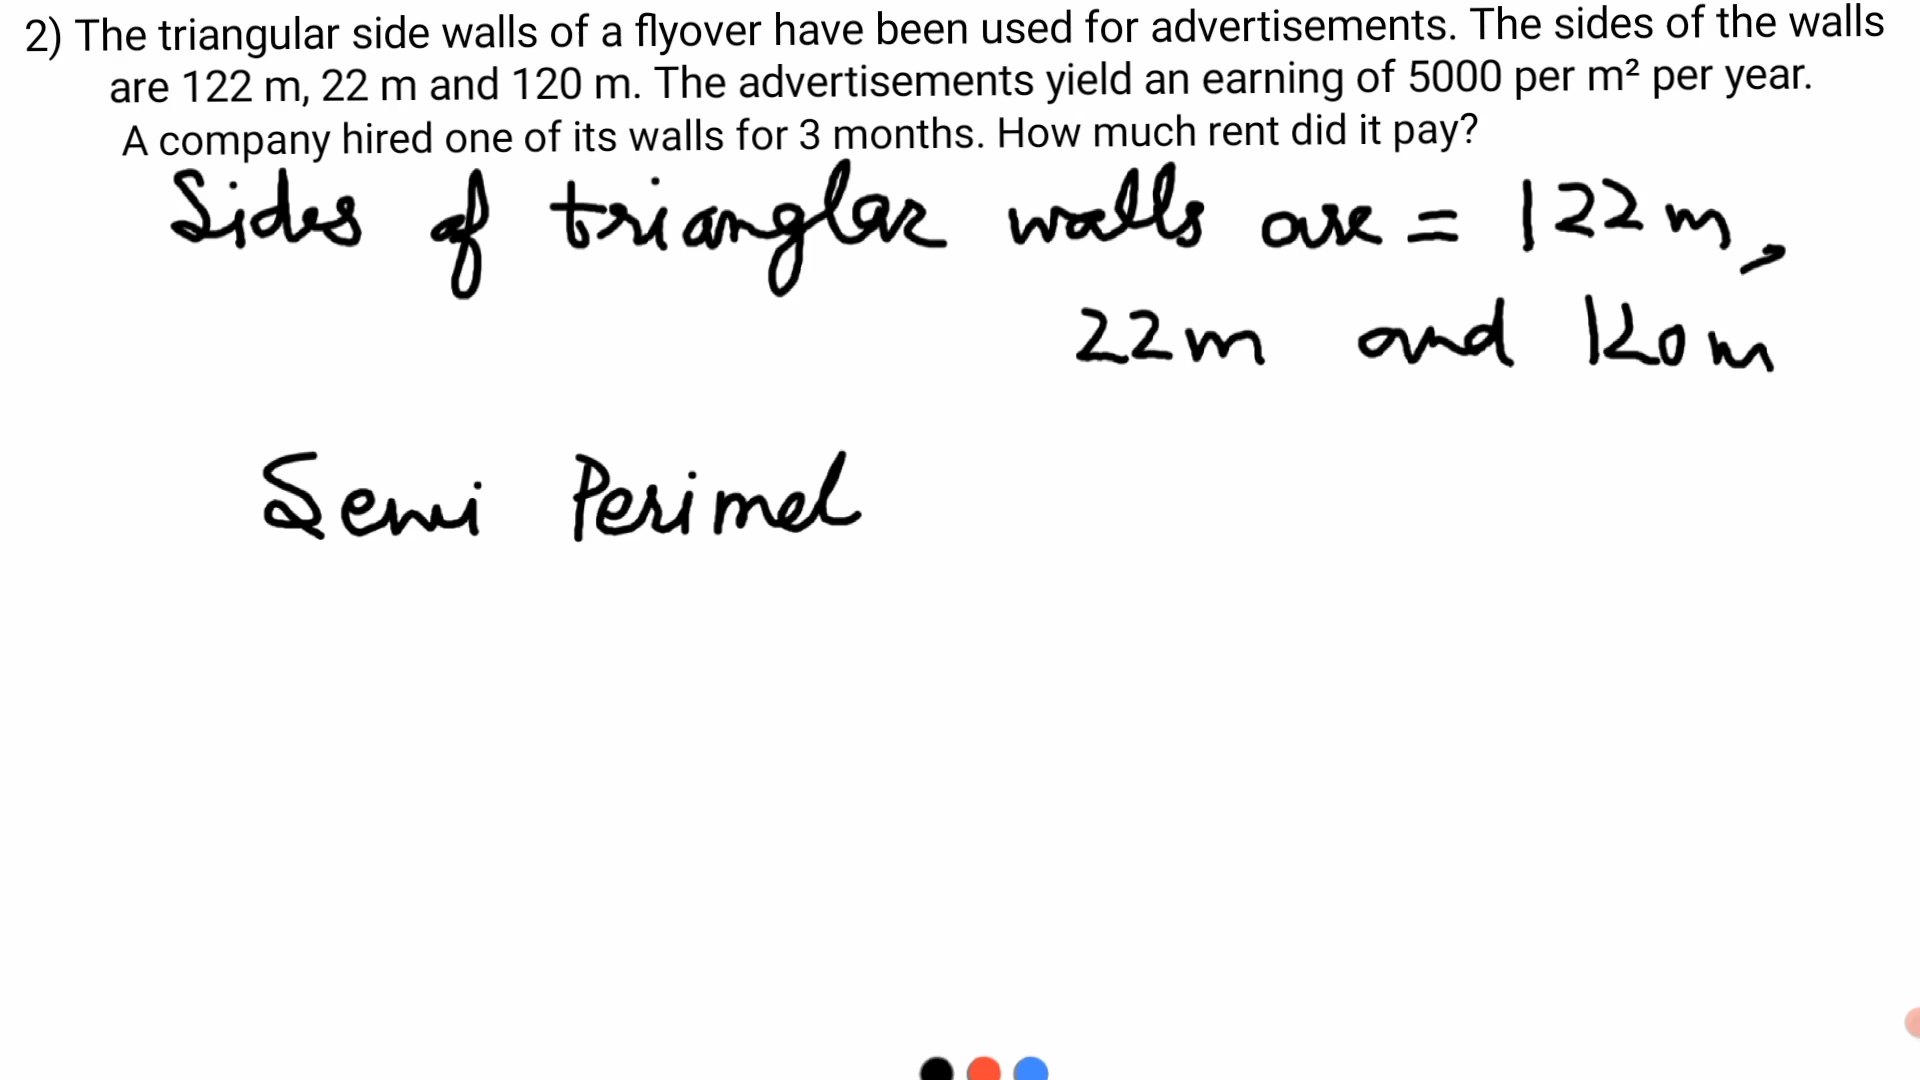 2) The triangular side walls of a flyover have been used for advertisements. The sides of the walls
are 122 m, 22 m and 120 m. The advertisements yield an earning of 5000 per m² per year.
A company hired one of its walls for 3 months. How much rent did it pay?
Sides of trianglar walls are = 122 m,
22 m and 120 m
Semi Perimet